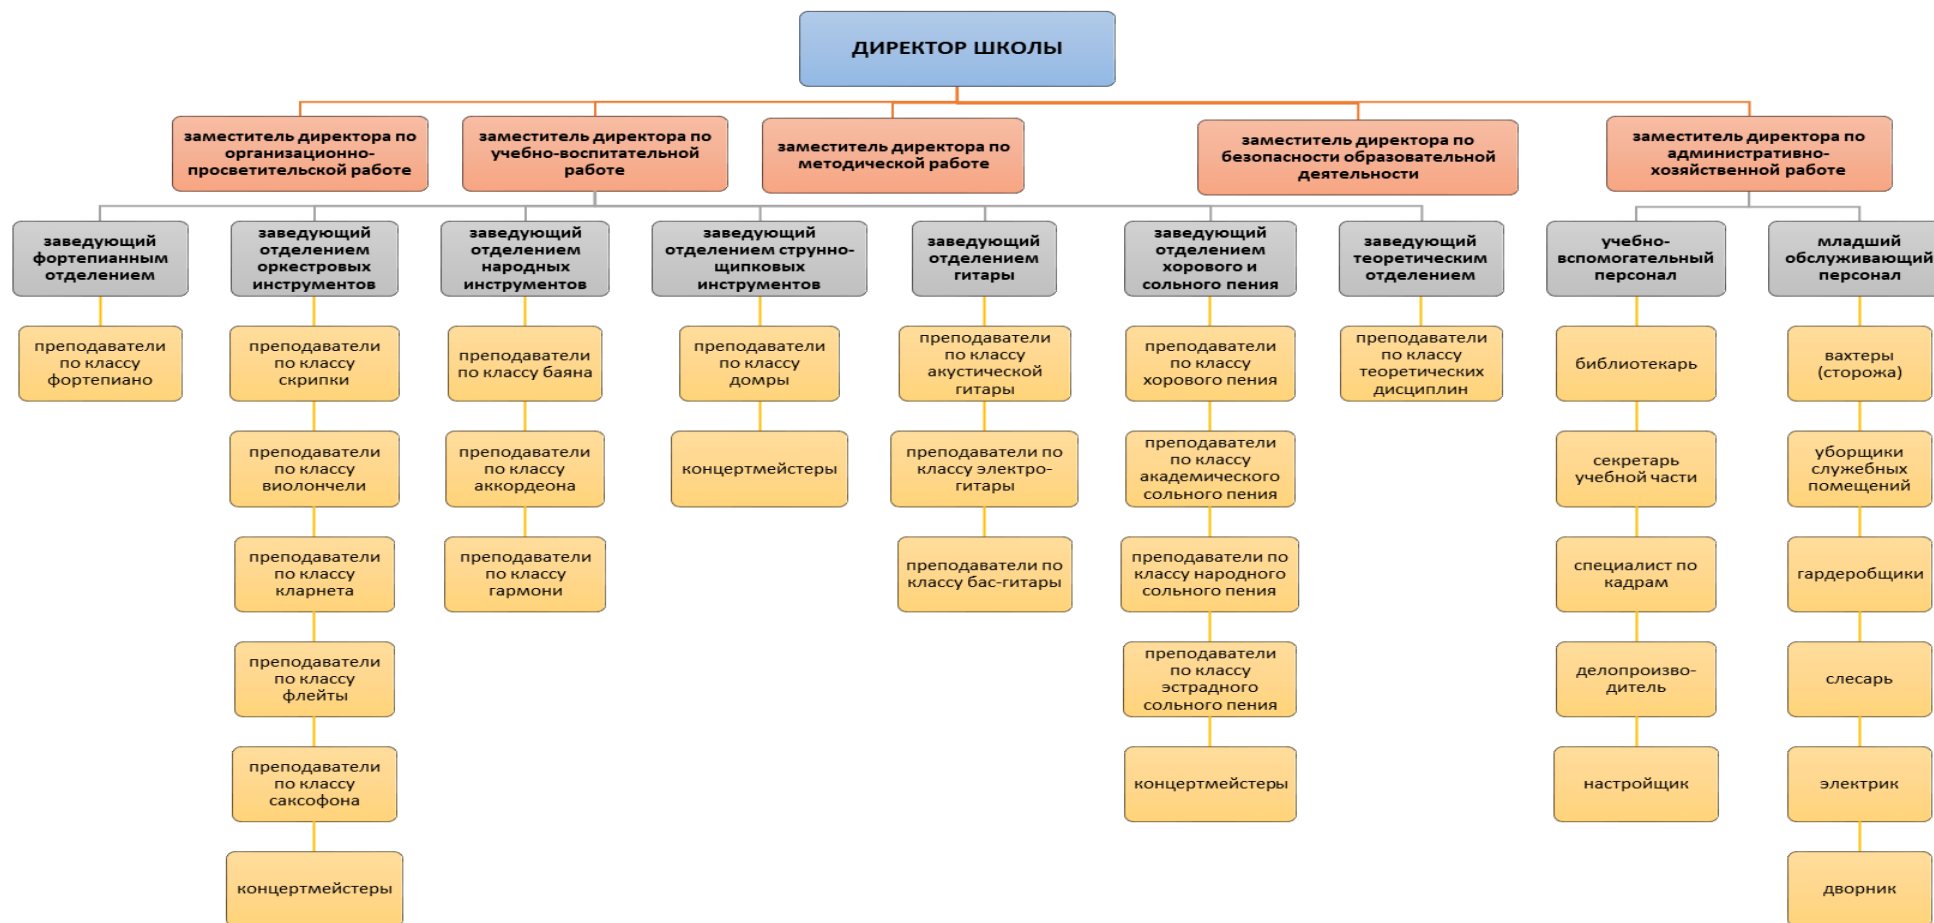 ДИРЕКТОР ШКОЛЫ
заместитель директора по
организационно-
просветительской работе
заместитель директора по
учебно-воспитательной
работе
заместитель директора по
методической работе
заместитель директора по
безопасности образовательной
деятельности
заместитель директора по
административно-
хозяйственной работе
заведующий
фортепианным
отделением
заведующий
отделением
оркестровых
инструментов
заведующий
отделением
народных
инструментов
заведующий
отделением струнно-
щипковых
инструментов
заведующий
отделением
гитары
заведующий
отделением
хорового и
сольного пения
заведующий
теоретическим
отделением
учебно-
вспомогательный
персонал
младший
обслуживающий
персонал
преподаватели
по классу
фортепиано
преподаватели
по классу
скрипки
преподаватели
по классу баяна
преподаватели
по классу
домры
преподаватели
по классу
акустической
гитары
преподаватели
по классу
хорового пения
преподаватели
по классу
теоретических
дисциплин
библиотекарь
вахтеры
(сторожа)
преподаватели
по классу
виолончели
преподаватели
по классу
аккордеона
концертмейстеры
преподаватели по
классу электро-
гитары
преподаватели
по классу
академического
сольного пения
секретарь
учебной части
уборщики
служебных
помещений
преподаватели
по классу
кларнета
преподаватели
по классу
гармони
преподаватели по
классу бас-гитары
преподаватели по
классу народного
сольного пения
специалист по
кадрам
гардеробщики
преподаватели
по классу
флейты
преподаватели
по классу
эстрадного
сольного пения
делопроизво-
дитель
слесарь
преподаватели
по классу
саксофона
концертмейстеры
настройщик
электрик
концертмейстеры
дворник